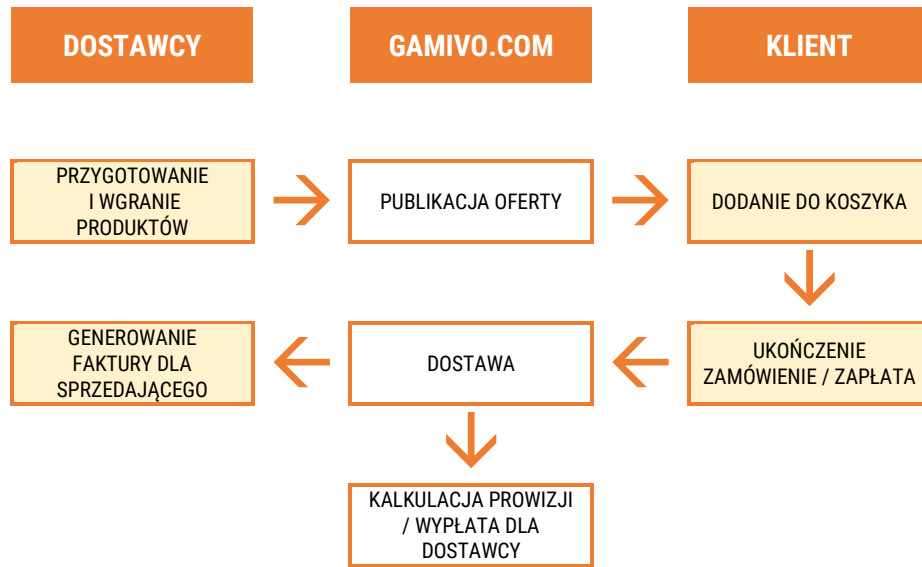 DOSTAWCY
GAMIVO.COM
KLIENT
PRZYGOTOWANIE
I WGRANIE
PRODUKTÓW
PUBLIKACJA OFERTY
DODANIE DO KOSZYKA
GENEROWANIE
FAKTURY DLA
SPRZEDAJĄCEGO
DOSTAWA
UKOŃCZENIE
ZAMÓWIENIE / ZAPŁATA
KALKULACJA PROWIZJI
/ WYPŁATA DLA
DOSTAWCY